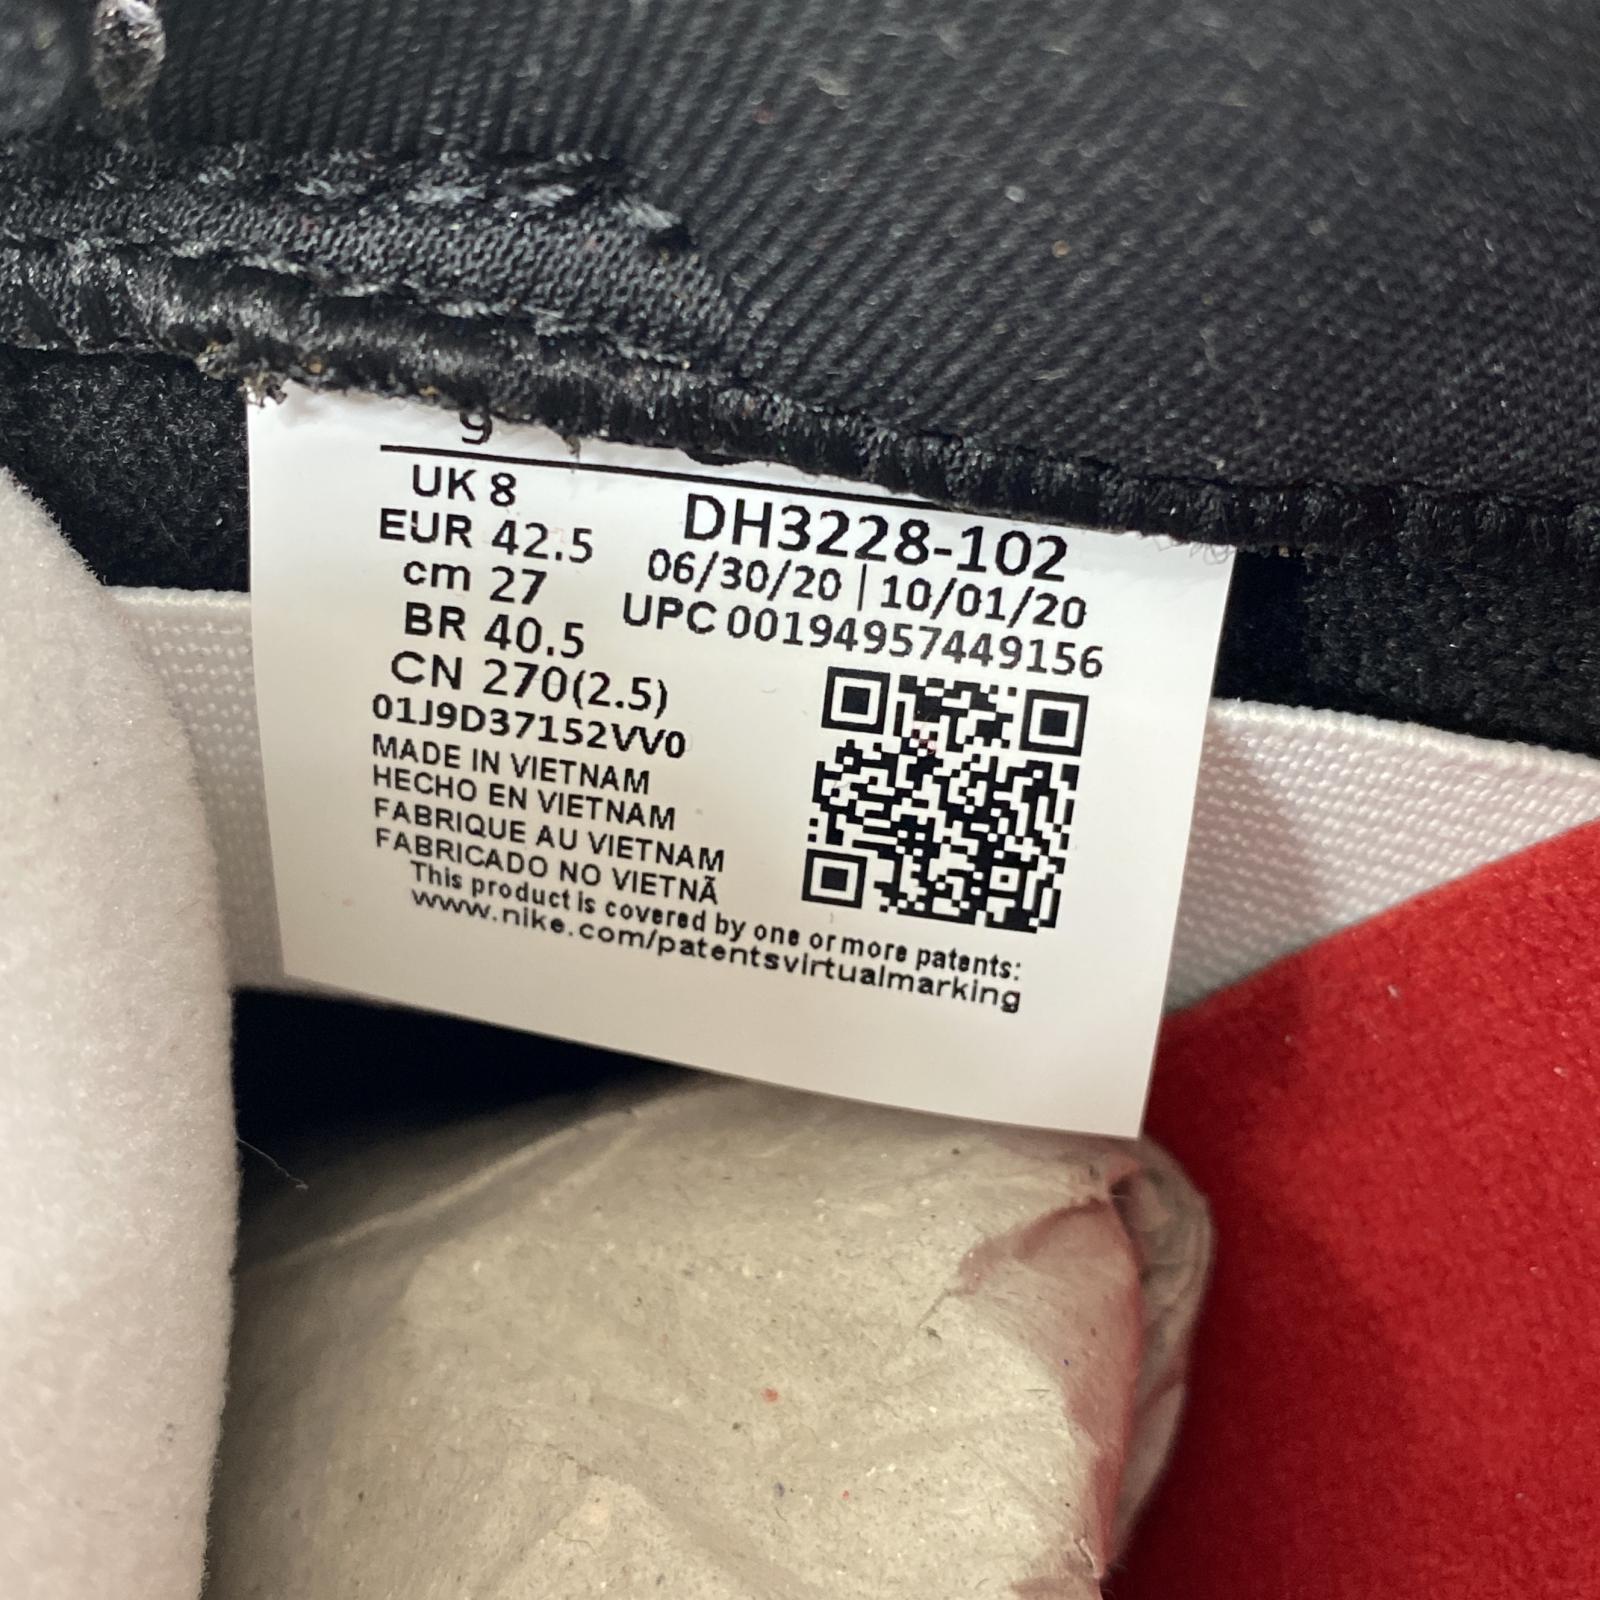 9
UK 8
EUR 42.5
cm 27
BR 40.5
CN 270(2.5)
DH3228-102
06/30/20 | 10/01/20
UPC 00194957449156
01J9D37152VV0
MADE IN VIETNAM
HECHO EN VIETNAM
FABRIQUE AU VIETNAM
FABRICADO NO VIETNÃ
This product is covered by one or more patents:
www.nike.com/patentsvirtualmarking